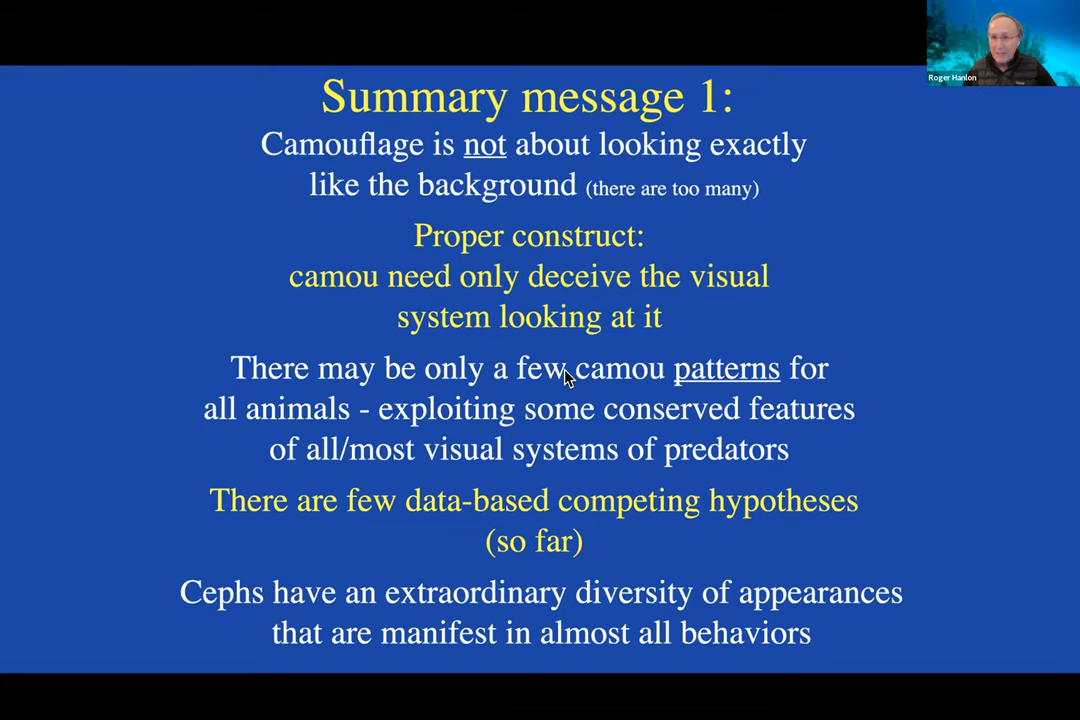 Roger Hanlon
Summary message 1:
Camouflage is not about looking exactly
like the background (there are too many)
Proper construct:
camou need only deceive the visual
system looking at it
There may be only a few camou patterns for
all animals - exploiting some conserved features
of all/most visual systems of predators
There are few data-based competing hypotheses
(so far)
Cephs have an extraordinary diversity of appearances
that are manifest in almost all behaviors